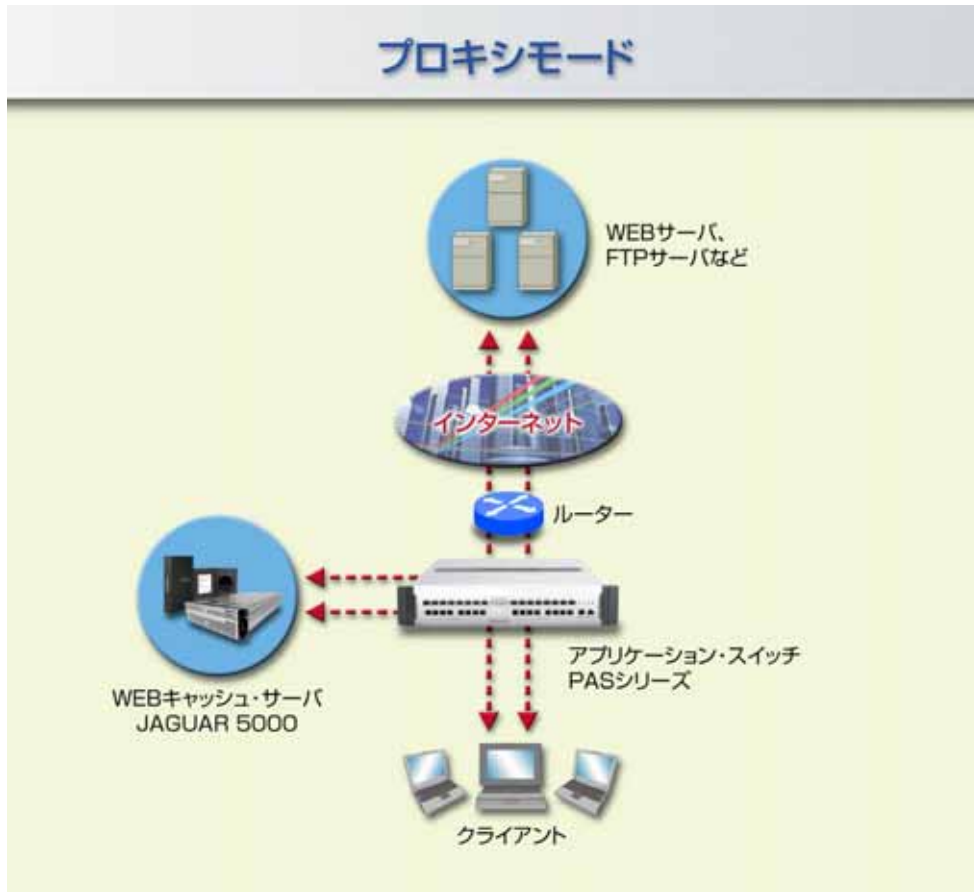 プロキシモード
WEBサーバ、
FTPサーバなど
インターネット
ルーター
アプリケーション・スイッチ
PASシリーズ
WEBキャッシュ・サーバ
JAGUAR 5000
クライアント